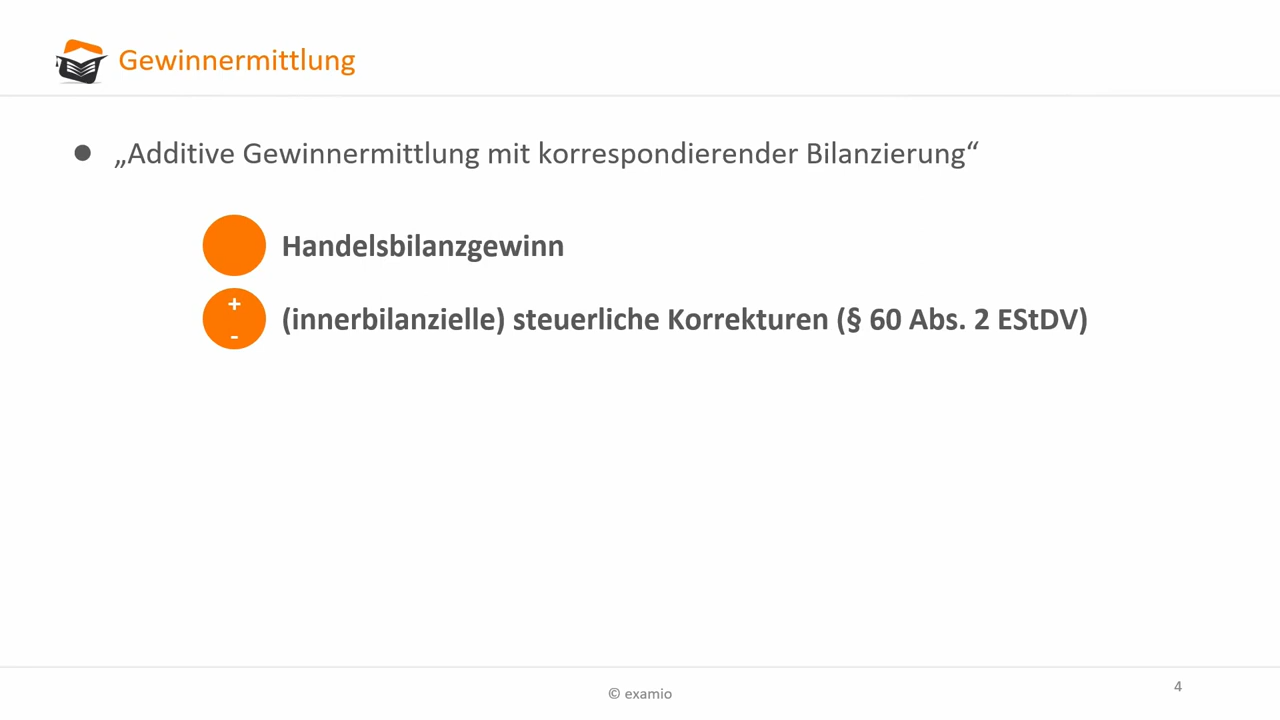 Gewinnermittlung
● „Additive Gewinnermittlung mit korrespondierender Bilanzierung“
Handelsbilanzgewinn
+
-
(innerbilanzielle) steuerliche Korrekturen (§ 60 Abs. 2 EStDV)
© examio
4